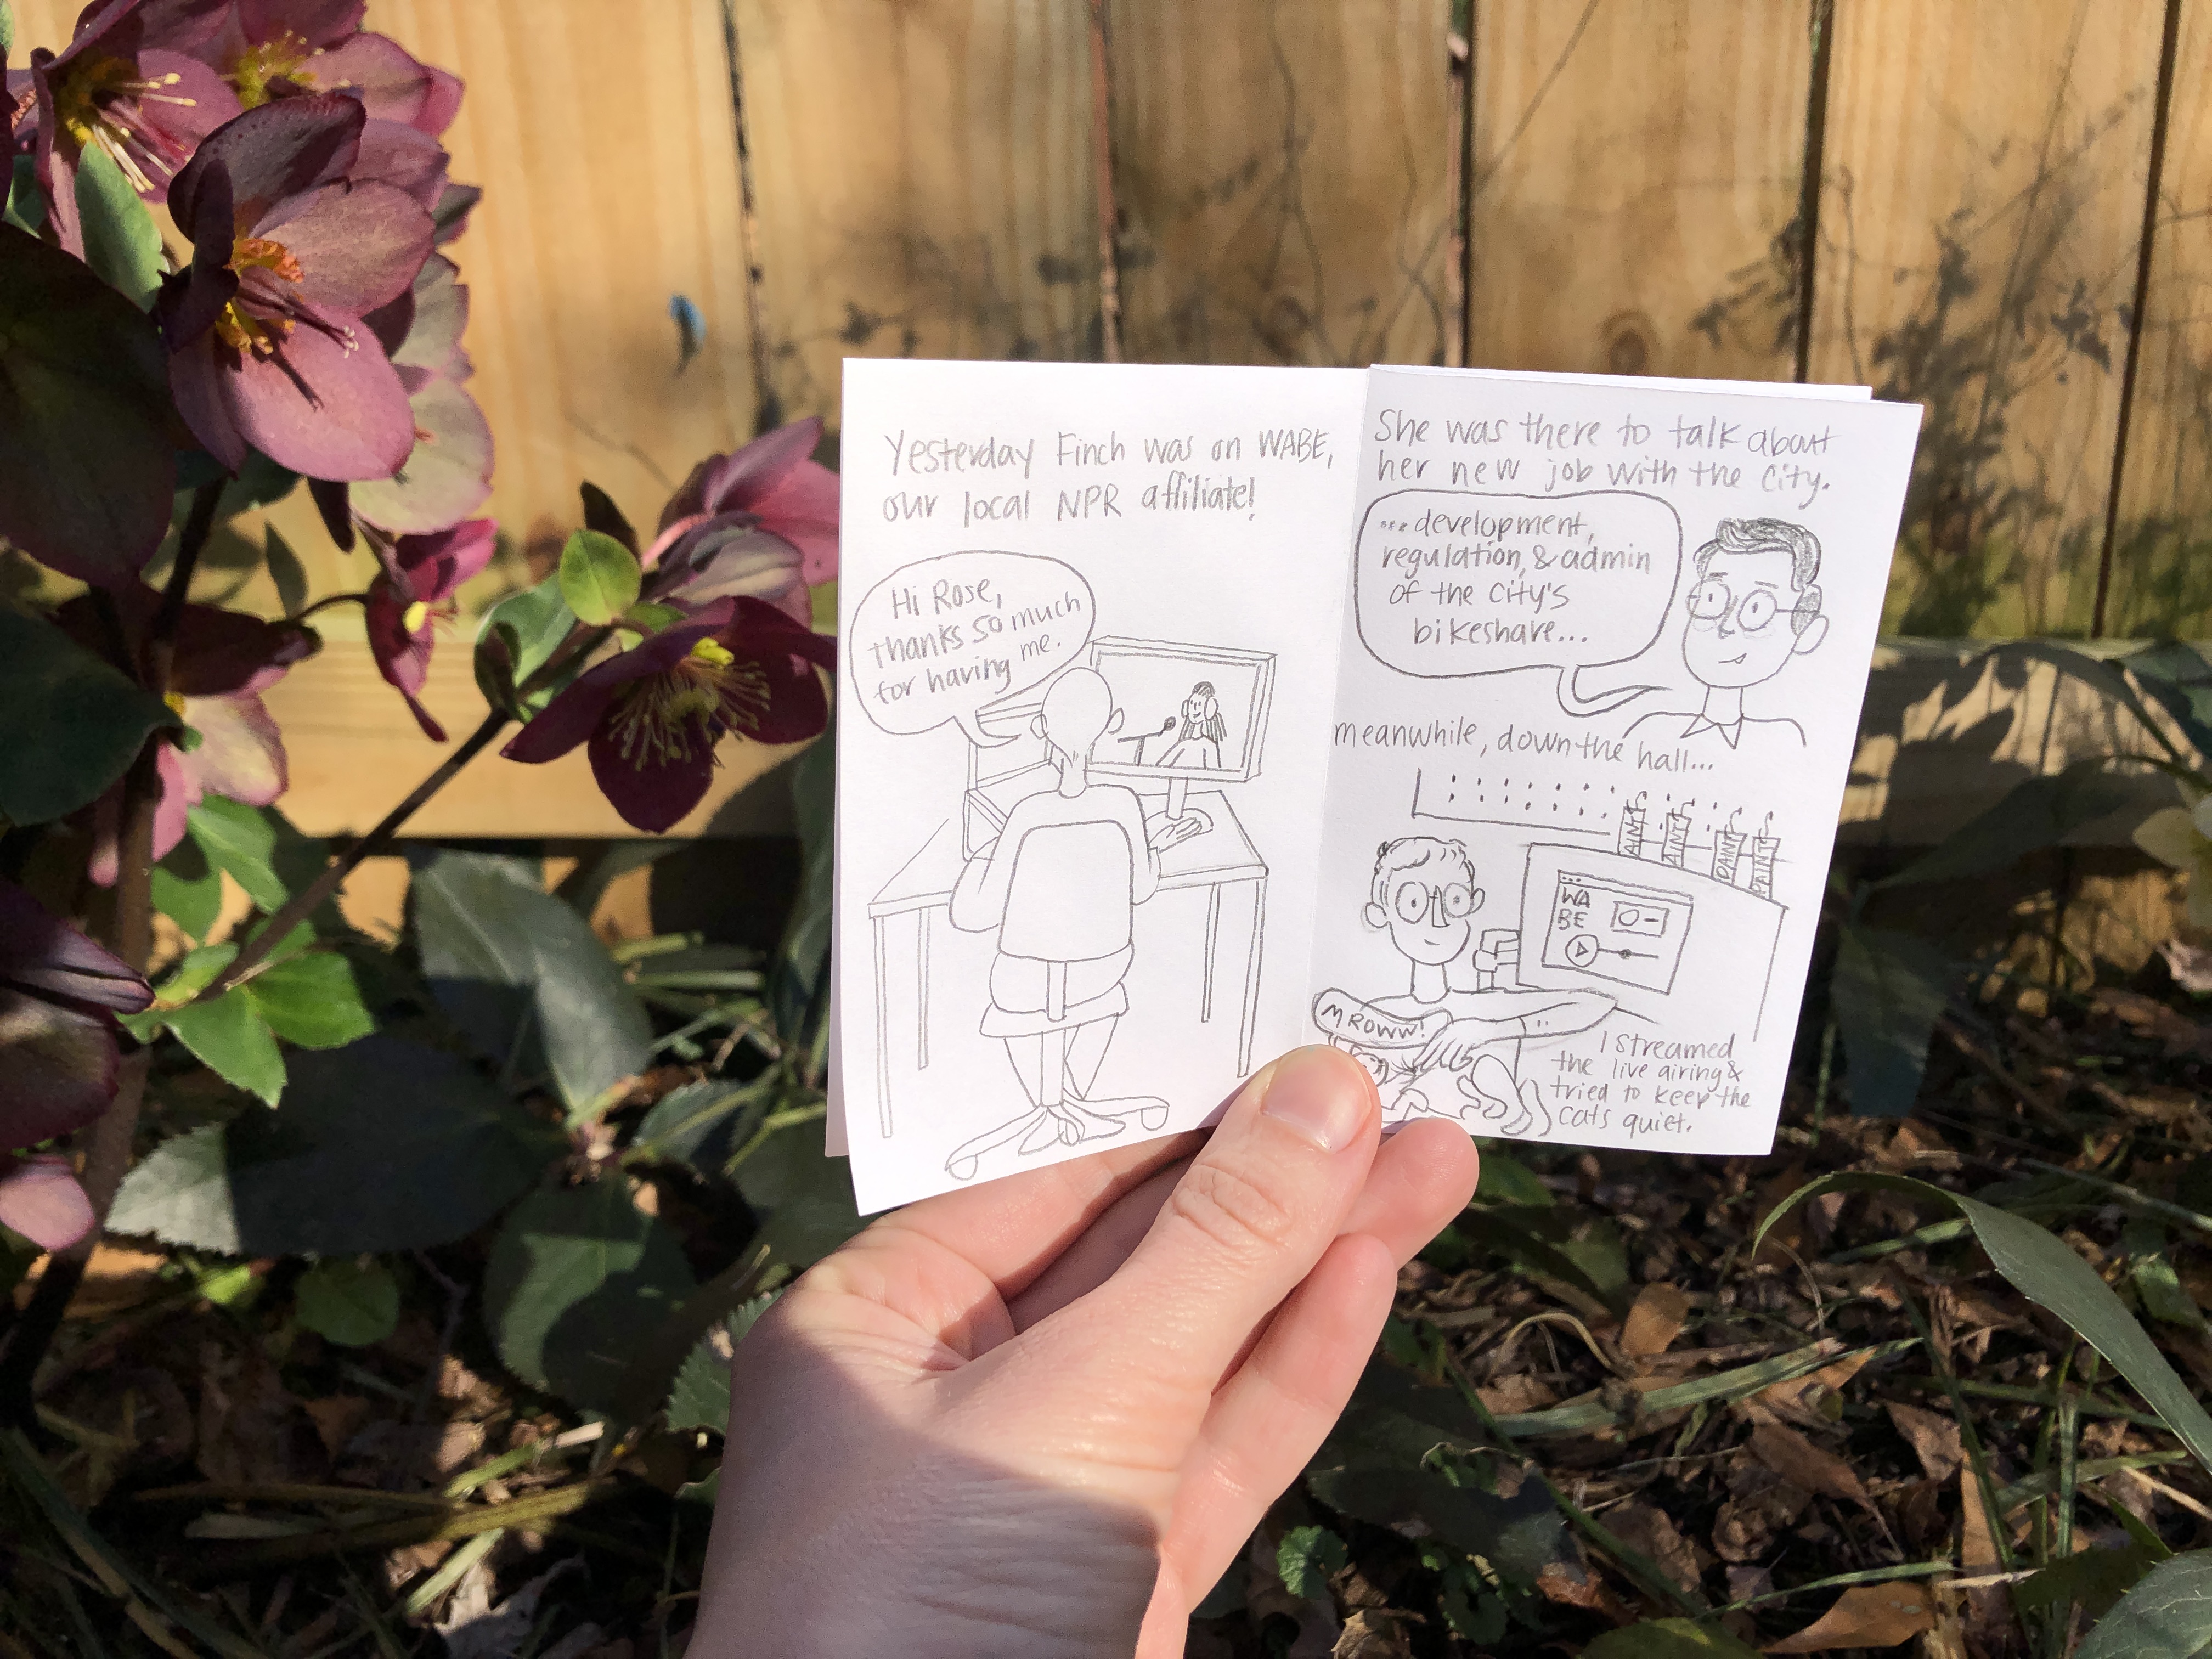 Yesterday Finch was on WABE,
our local NPR affiliate!
Hi Rose,
thanks so much
for having me.
She was there to talk about
her new job with the city.
...development,
regulation, & admin
of the city's
bikeshare...
meanwhile, down the hall...
PAINT
PAINT
PAINT
PAINT
WA
BE
MROWW!
I streamed
the live airing &
tried to keep the
cats quiet.